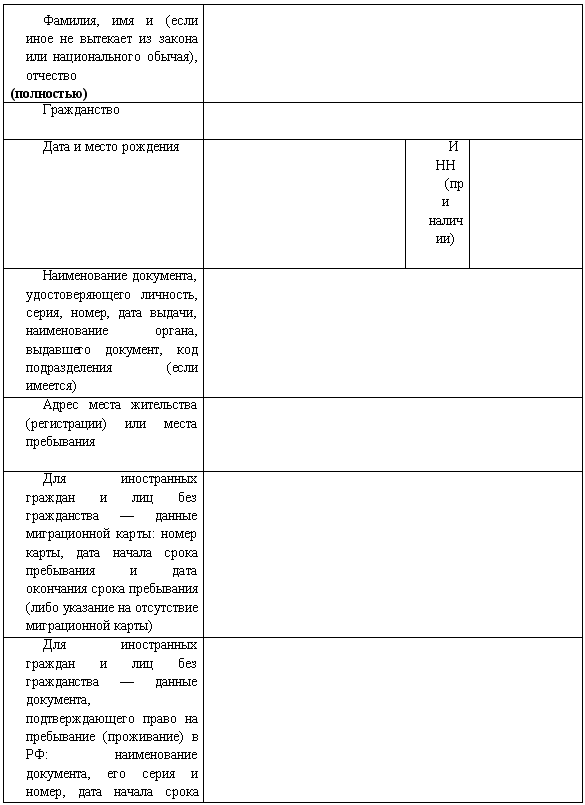 Фамилия, имя и (если
иное не вытекает из закона
или национального обычая),
отчество
(полностью)
Гражданство
Дата и место рождения
И
НН
(пр
и
налич
ии)
Наименование документа,
удостоверяющего личность,
серия, номер, дата выдачи,
наименование органа,
выдавшего документ, код
подразделения (если
имеется)
Адрес места жительства
(регистрации) или места
пребывания
Для иностранных
граждан и лиц без
гражданства — данные
миграционной карты: номер
карты, дата начала срока
пребывания и дата
окончания срока пребывания
(либо указание на отсутствие
миграционной карты)
Для иностранных
граждан и лиц без
гражданства — данные
документа,
подтверждающего право на
пребывание (проживание) в
РФ: наименование
документа, его серия и
номер, дата начала срока